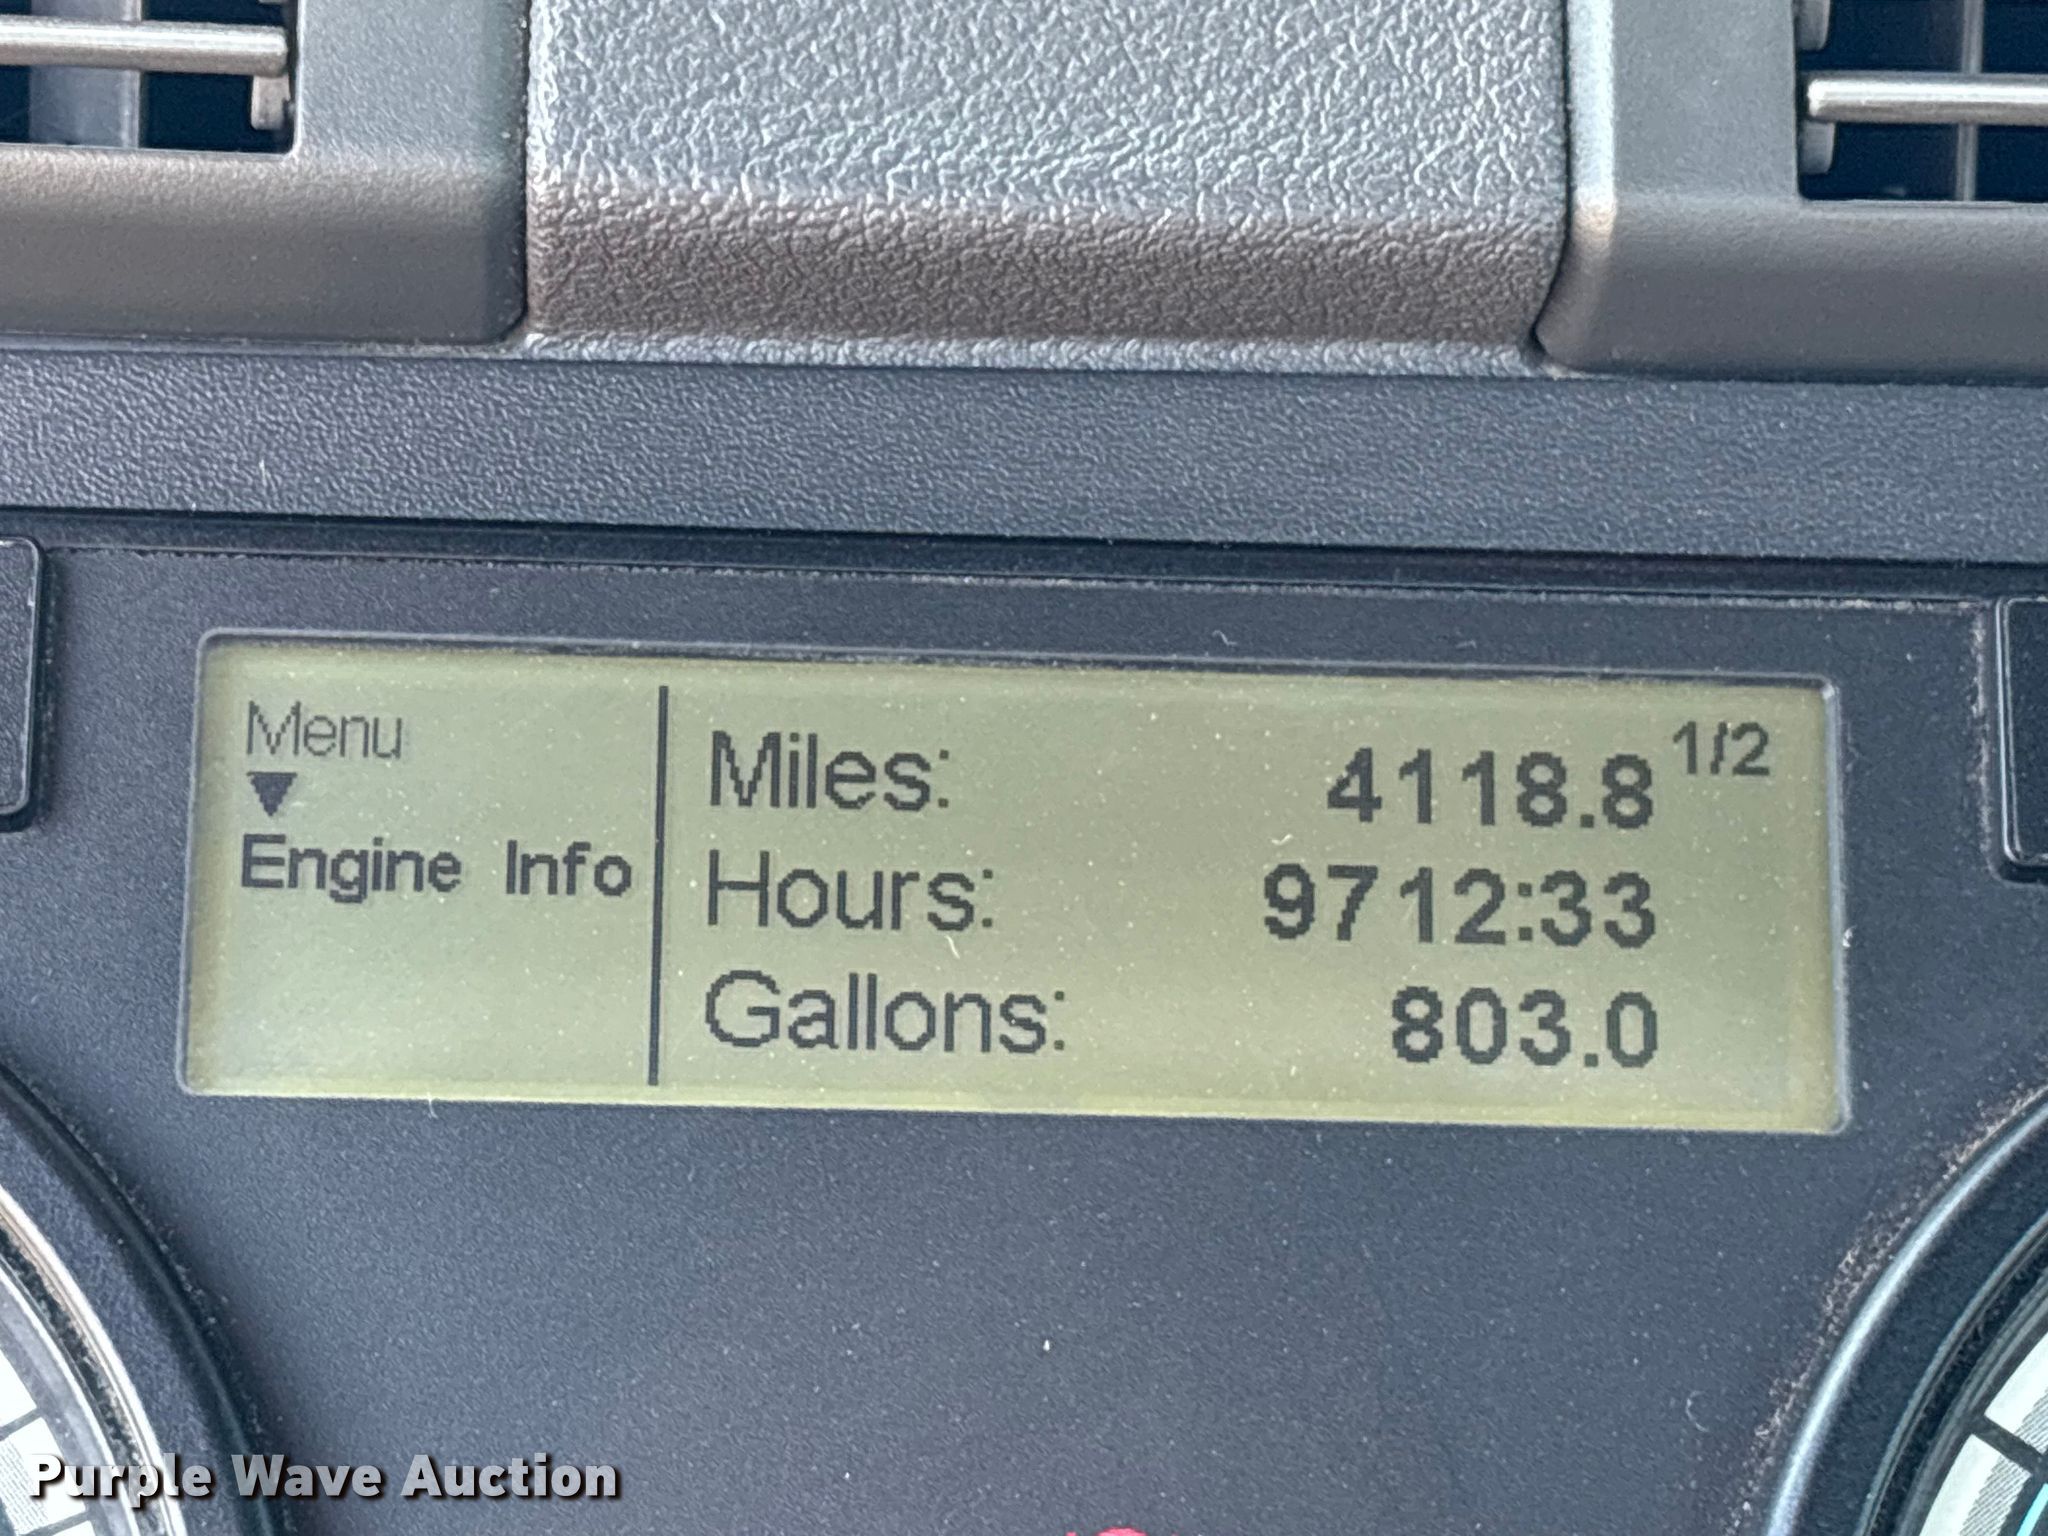 Menu
Engine Info
Miles: 4118.8 1/2
Hours: 9712:33
Gallons: 803.0
Purple Wave Auction